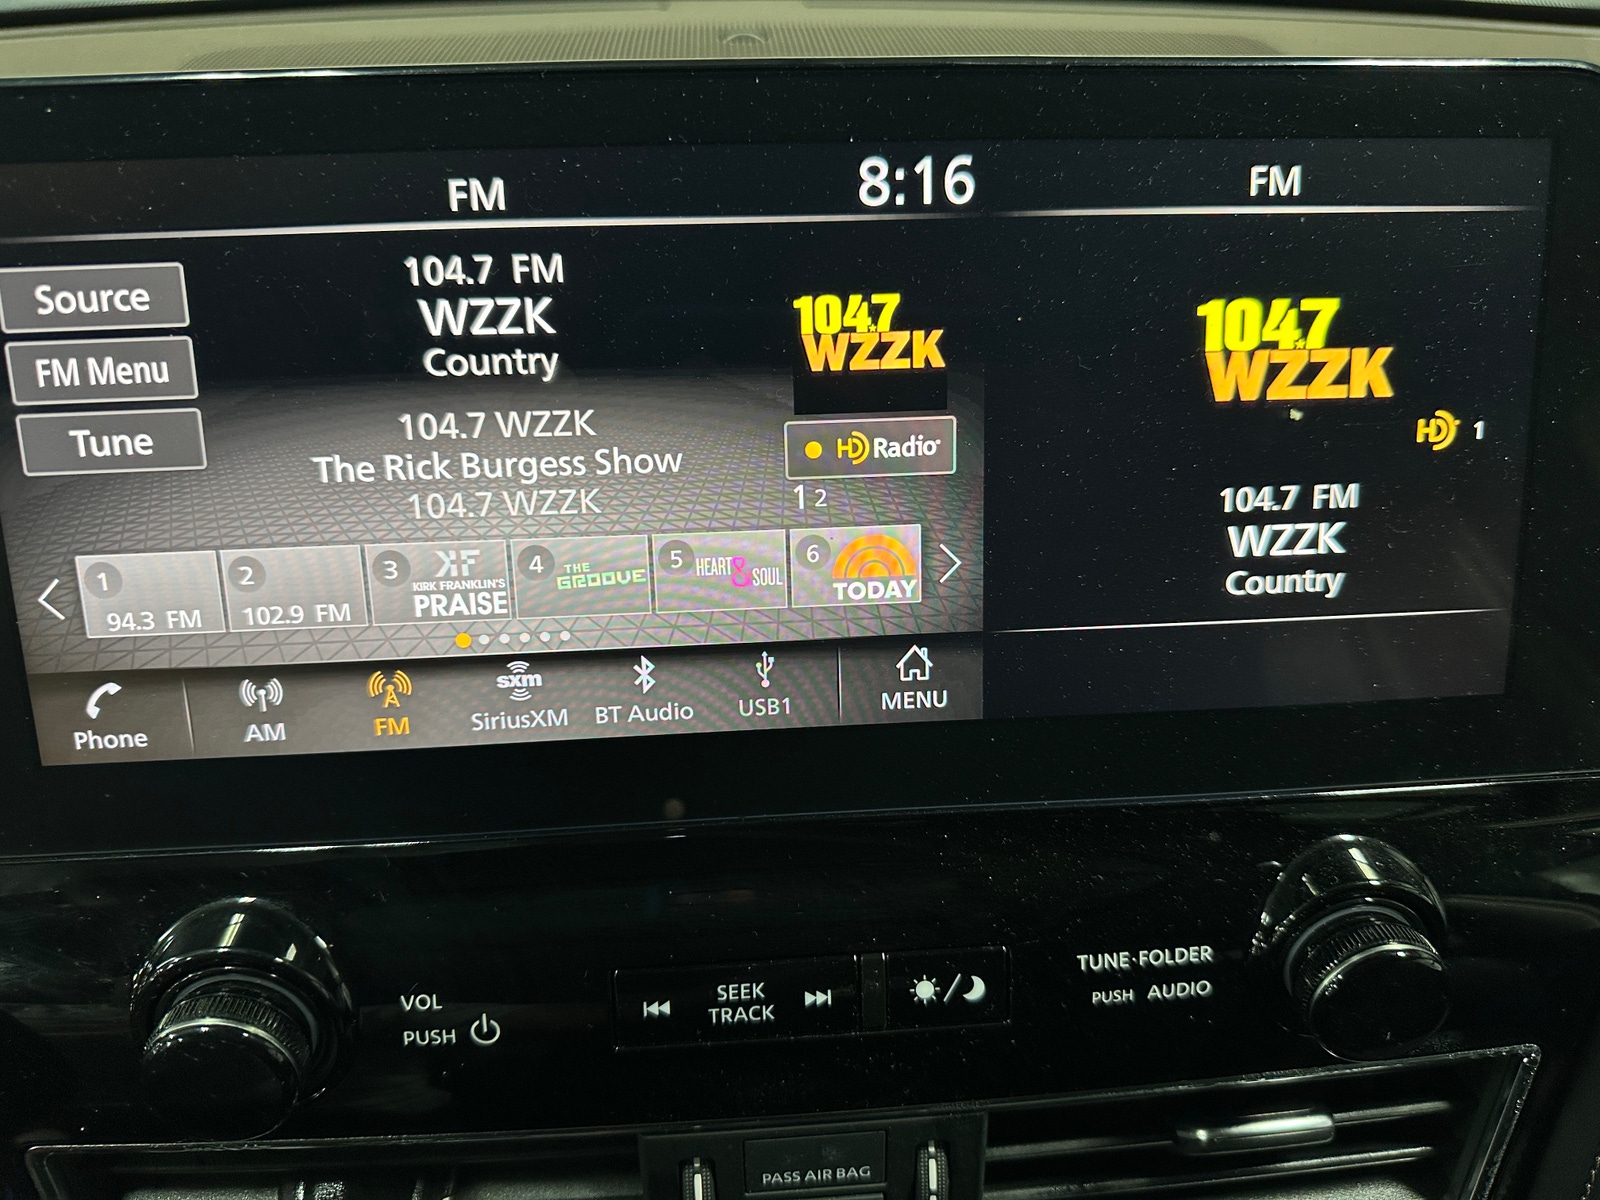 FM
8:16
FM
Source
FM Menu
Tune
104.7 FM
WZZK
Country
104.7 WZZK
The Rick Burgess Show
104.7 WZZK
104.7
WZZK
HD Radio
1 2
104.7
WZZK
HD 1
104.7 FM
WZZK
Country
1
94.3 FM
2
102.9 FM
3
KF
KIRK FRANKLIN'S
PRAISE
4
THE
GROOVE
5
HEART & SOUL
6
TODAY
Phone
AM
FM
sxm
SiriusXM
BT Audio
USB1
MENU
VOL
PUSH
SEEK
TRACK
TUNE·FOLDER
PUSH AUDIO
PASS AIR BAG